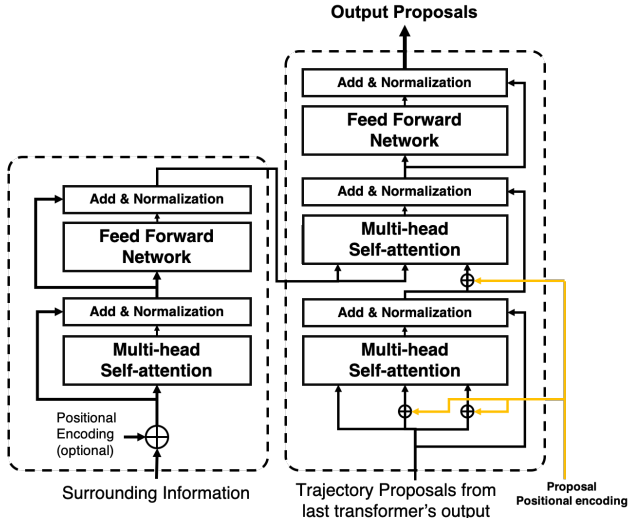 Output Proposals
Add & Normalization
Feed Forward
Network
Add & Normalization
Multi-head
Self-attention
Add & Normalization
Multi-head
Self-attention
Add & Normalization
Feed Forward
Network
Add & Normalization
Multi-head
Self-attention
Positional
Encoding
(optional)
Surrounding Information
Trajectory Proposals from
last transformer's output
Proposal
Positional encoding